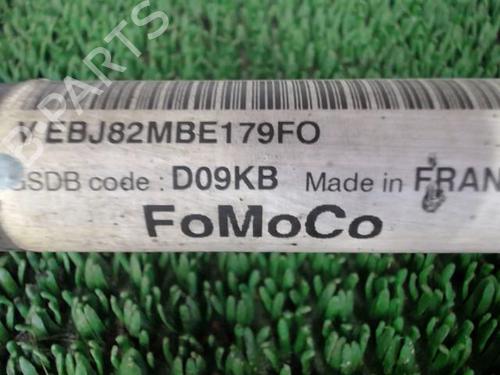 EBJ82MBE179FO
GSDB code : D09KB Made in FRAN
FoMoCo
PARTS